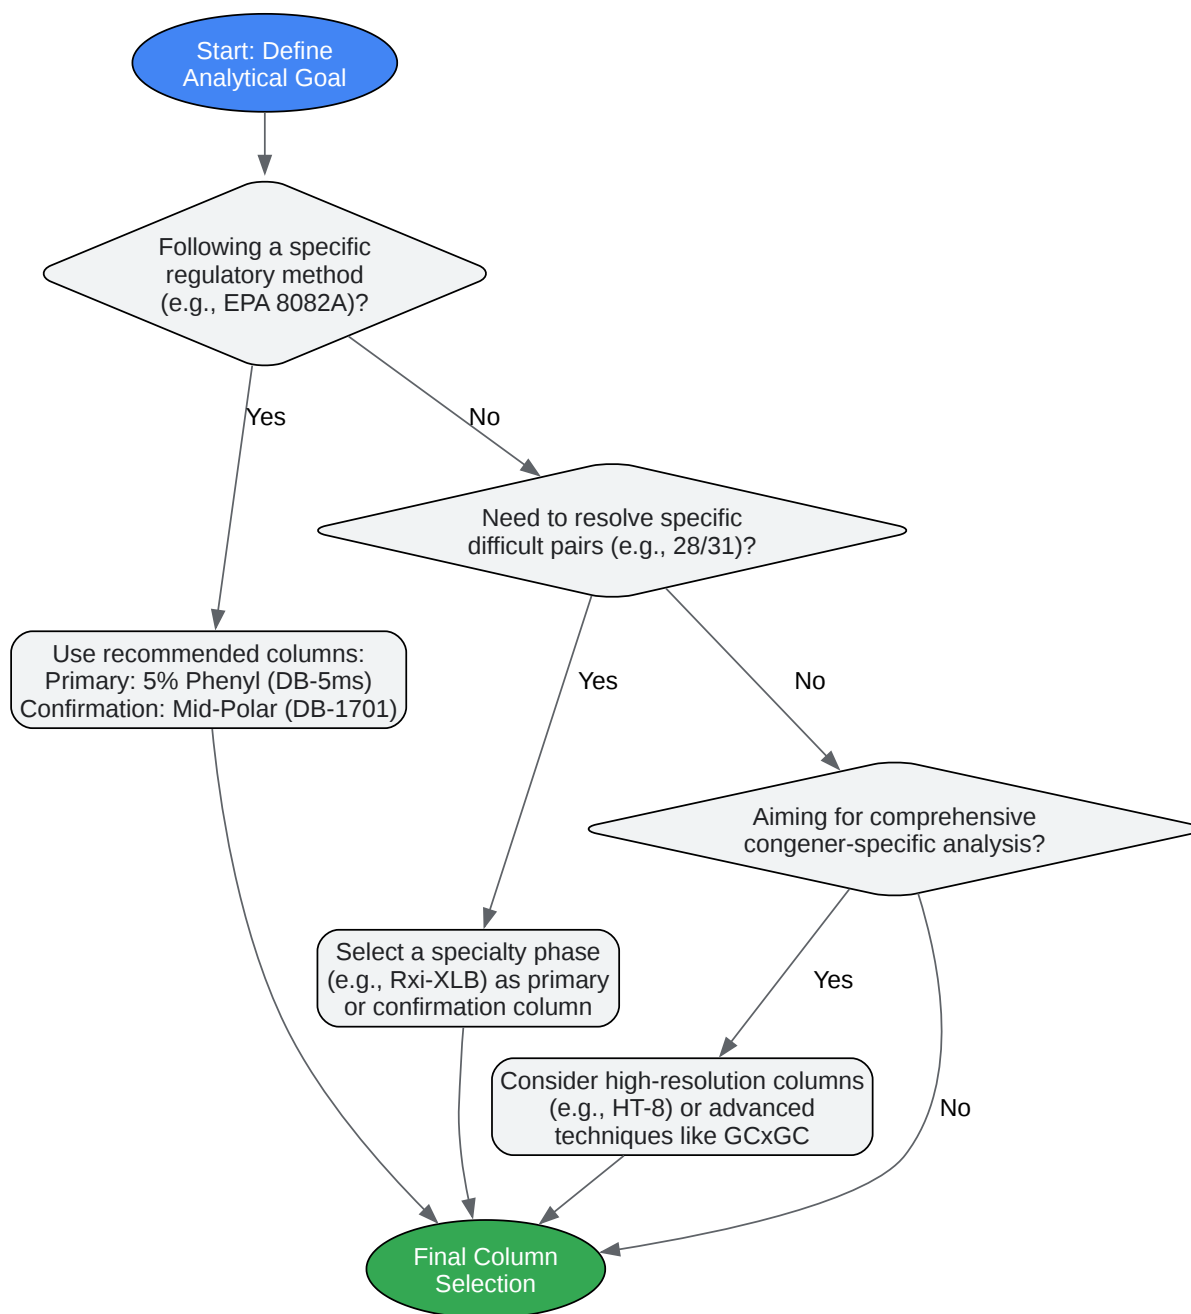 Start: Define
Analytical Goal
Following a specific
regulatory method
(e.g., EPA 8082A)?
Yes
No
Need to resolve specific
difficult pairs (e.g., 28/31)?
Use recommended columns:
Primary: 5% Phenyl (DB-5ms)
Confirmation: Mid-Polar (DB-1701)
Yes
No
Aiming for comprehensive
congener-specific analysis?
Select a specialty phase
(e.g., Rxi-XLB) as primary
or confirmation column
Yes
Consider high-resolution columns
(e.g., HT-8) or advanced
techniques like GCxGC
No
Final Column
Selection